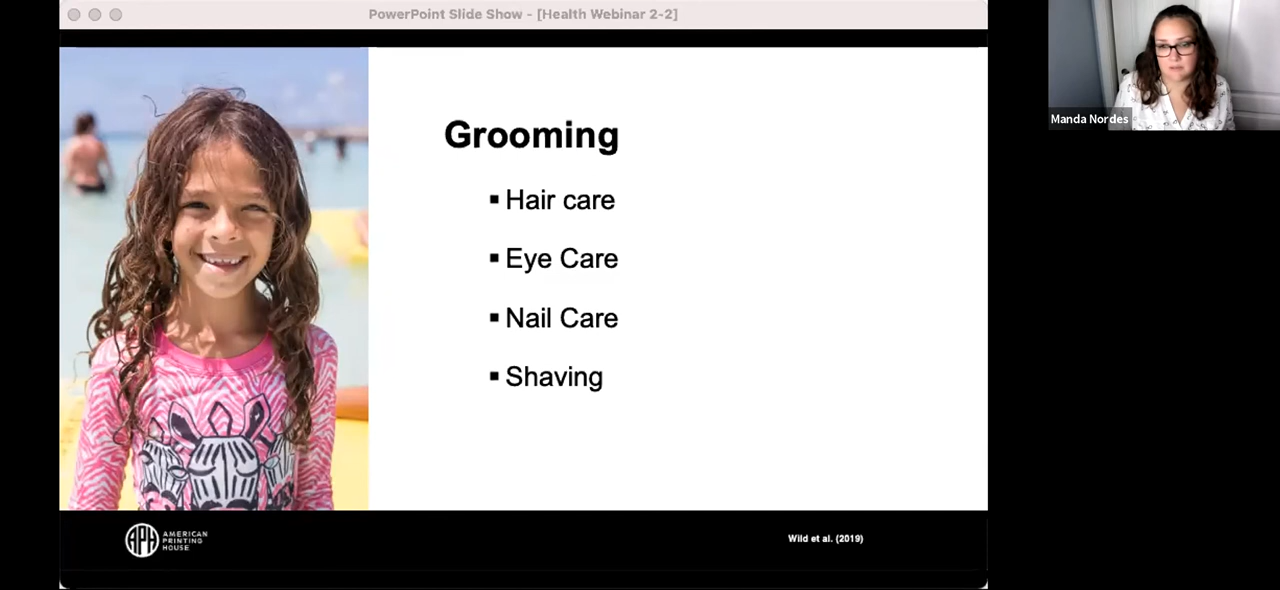 PowerPoint Slide Show - [Health Webinar 2-2]
Grooming
▪ Hair care
▪ Eye Care
▪ Nail Care
▪ Shaving
APH
AMERICAN
PRINTING
HOUSE
Wild et al. (2019)
Manda Nordes